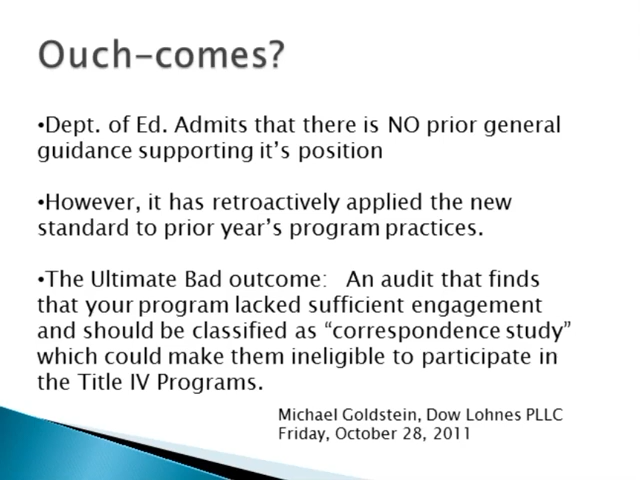 Ouch-comes?
•Dept. of Ed. Admits that there is NO prior general
guidance supporting it's position
•However, it has retroactively applied the new
standard to prior year's program practices.
•The Ultimate Bad outcome:   An audit that finds
that your program lacked sufficient engagement
and should be classified as “correspondence study”
which could make them ineligible to participate in
the Title IV Programs.
Michael Goldstein, Dow Lohnes PLLC
Friday, October 28, 2011